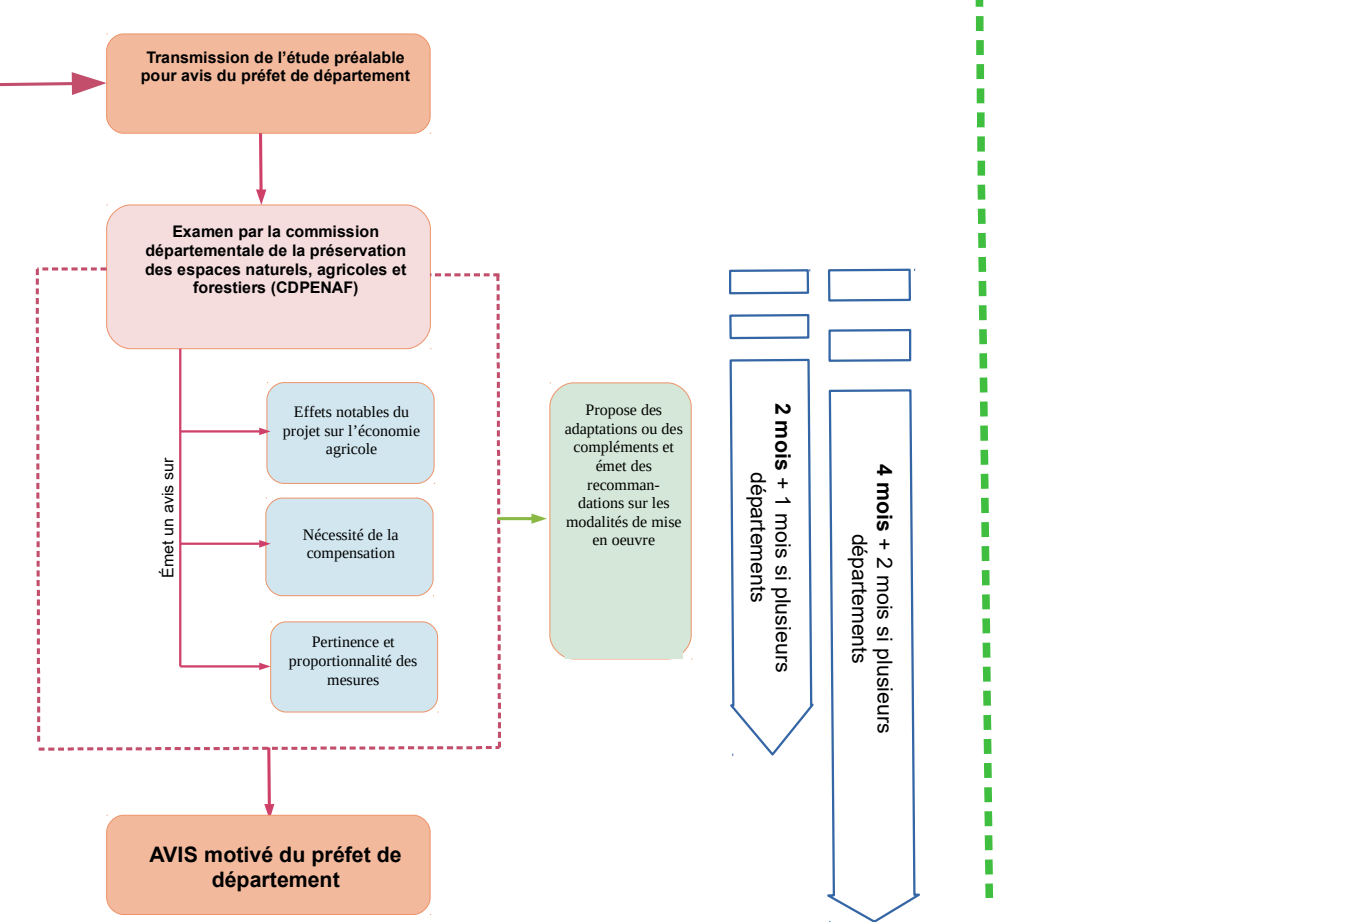 Transmission de l’étude préalable
pour avis du préfet de département
Examen par la commission
départementale de la préservation
des espaces naturels, agricoles et
forestiers (CDPENAF)
Émet un avis sur
Effets notables du
projet sur l’économie
agricole
Nécessité de la
compensation
Pertinence et
proportionnalité des
mesures
Propose des
adaptations ou des
compléments et
émet des
recomman-
dations sur les
modalités de mise
en oeuvre
2 mois + 1 mois si plusieurs
départements
4 mois + 2 mois si plusieurs
départements
AVIS motivé du préfet de
département